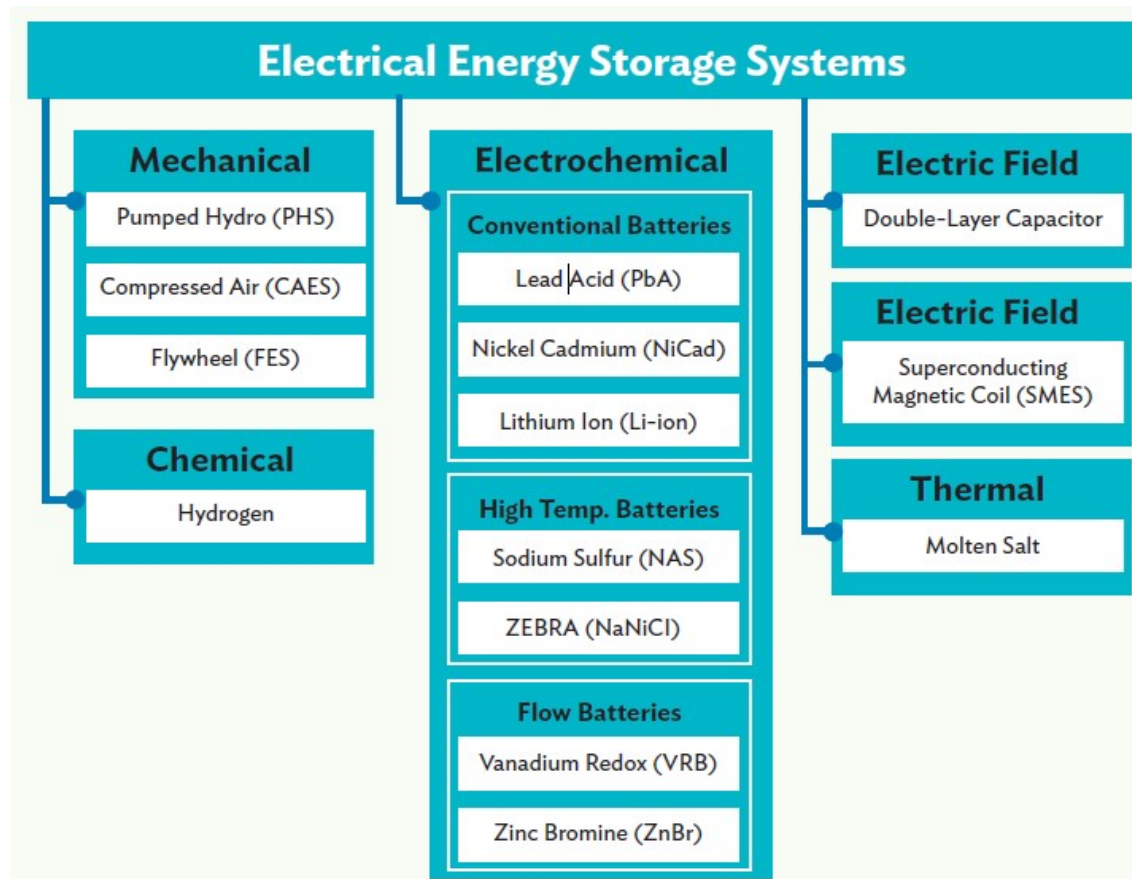 Electrical Energy Storage Systems
Mechanical
Pumped Hydro (PHS)
Compressed Air (CAES)
Flywheel (FES)
Chemical
Hydrogen
Electrochemical
Conventional Batteries
Lead Acid (PbA)
Nickel Cadmium (NiCad)
Lithium Ion (Li-ion)
High Temp. Batteries
Sodium Sulfur (NAS)
ZEBRA (NaNiCl)
Flow Batteries
Vanadium Redox (VRB)
Zinc Bromine (ZnBr)
Electric Field
Double-Layer Capacitor
Electric Field
Superconducting
Magnetic Coil (SMES)
Thermal
Molten Salt